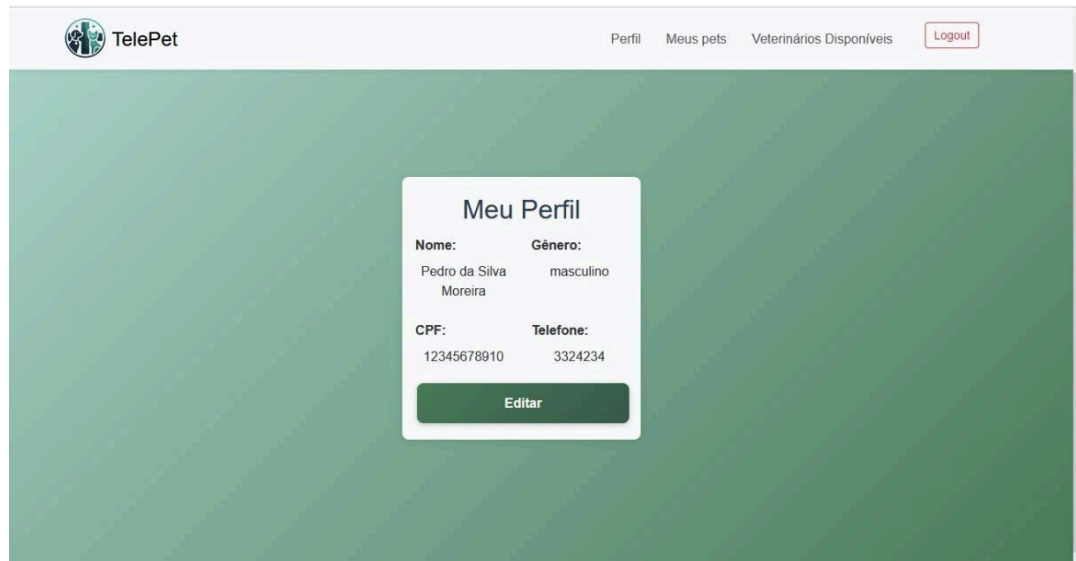 TelePet
Perfil Meus pets Veterinários Disponíveis Logout
Meu Perfil
Nome: Gênero:
Pedro da Silva masculino
Moreira
CPF: Telefone:
12345678910 3324234
Editar